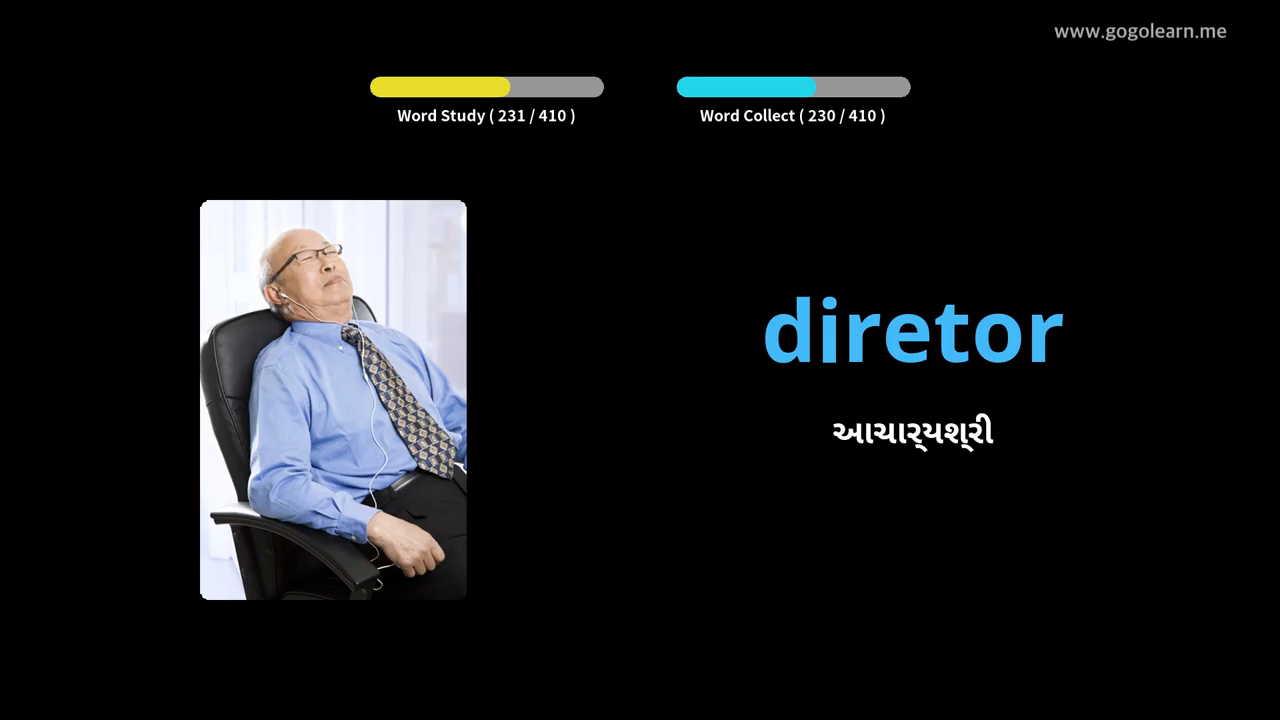 www.gogolearn.me
Word Study ( 231 / 410 )
Word Collect ( 230 / 410 )
diretor
આચાર્યશ્રી